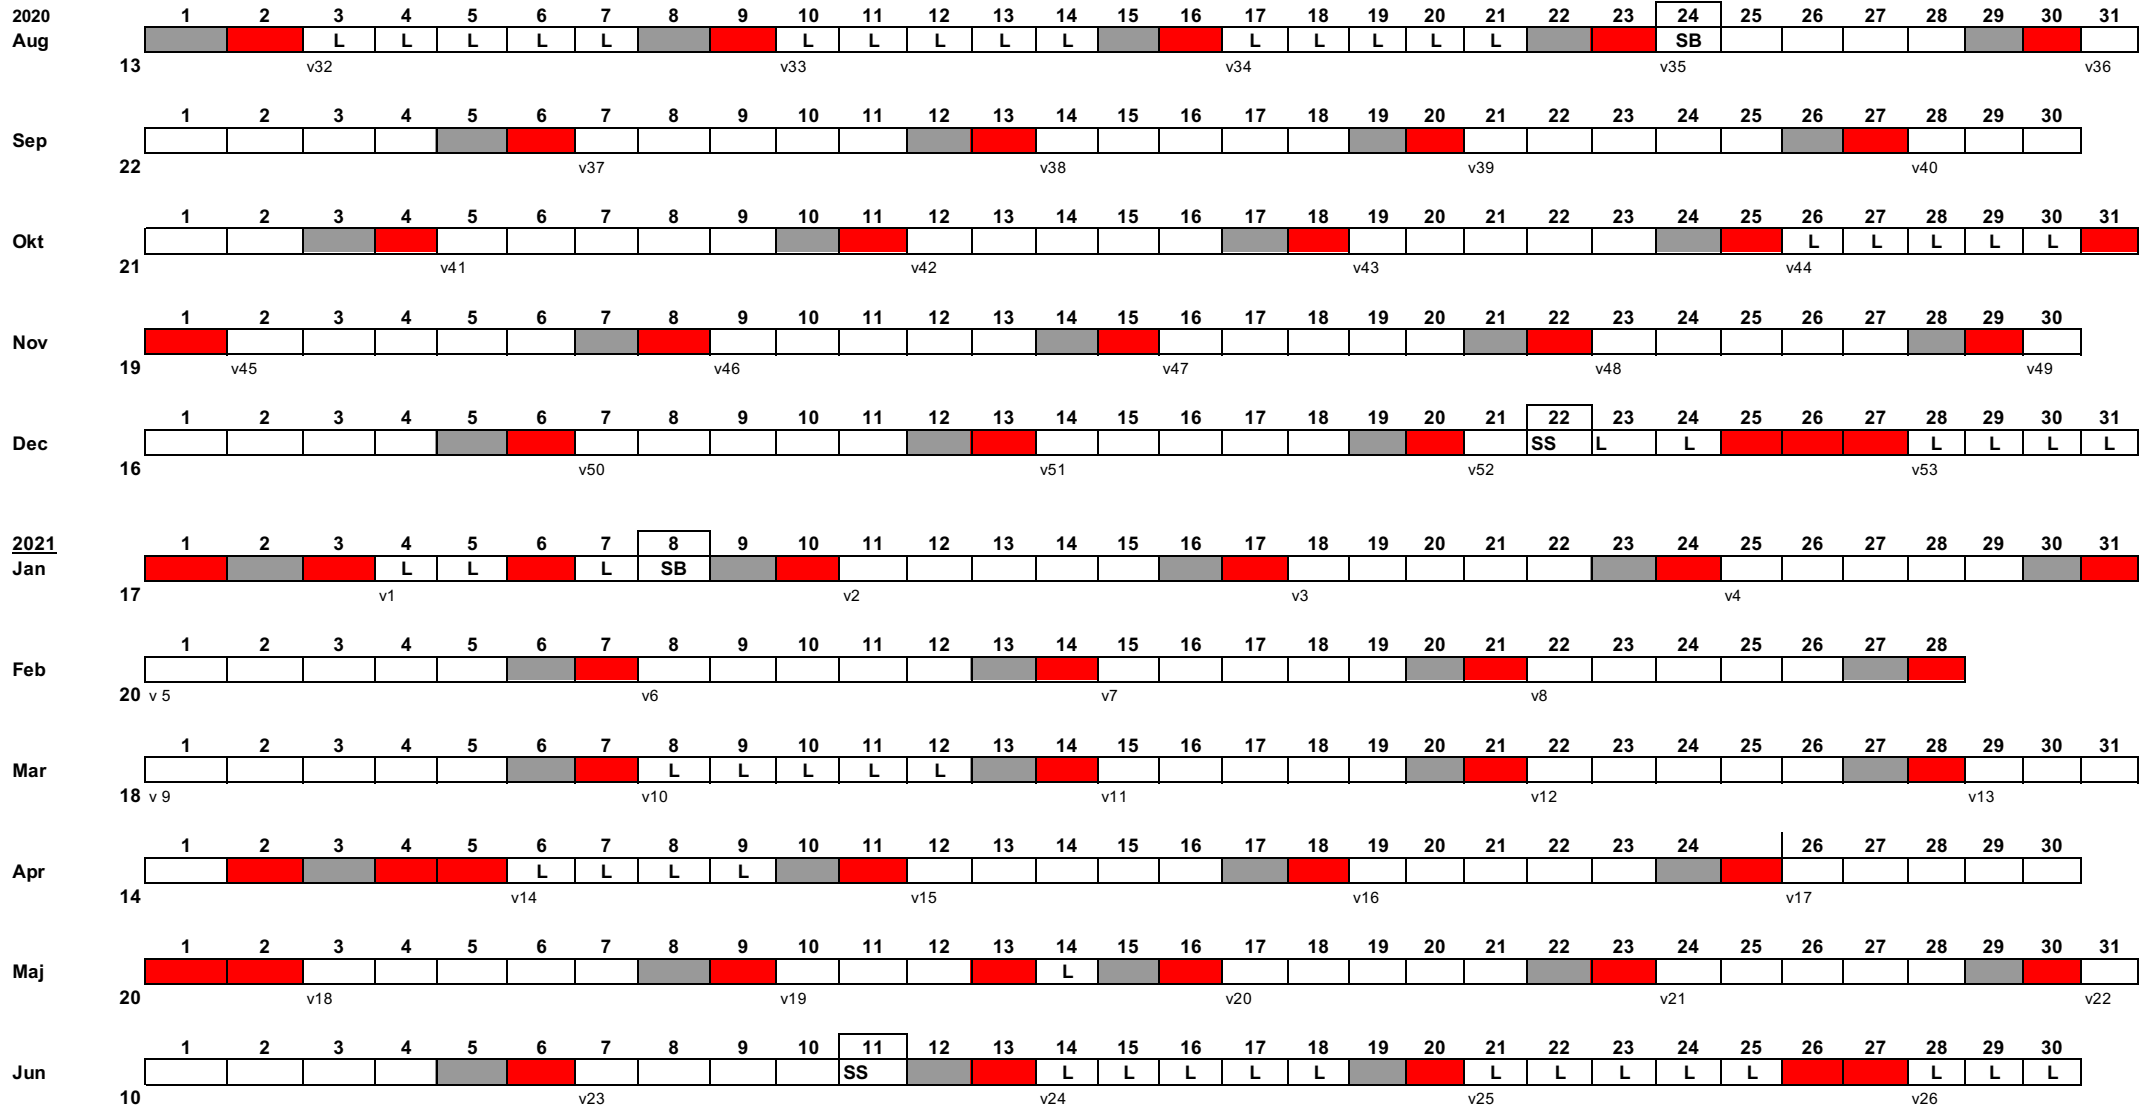 2020 1 2 3 4 5 6 7 8 9 10 11 12 13 14 15 16 17 18 19 20 21 22 23 24 25 26 27 28 29 30 31
Aug L L L L L L L L L L L L L L L SB
13 v32 v33 v34 v35 v36
1 2 3 4 5 6 7 8 9 10 11 12 13 14 15 16 17 18 19 20 21 22 23 24 25 26 27 28 29 30
Sep
22 v37 v38 v39 v40
1 2 3 4 5 6 7 8 9 10 11 12 13 14 15 16 17 18 19 20 21 22 23 24 25 26 27 28 29 30 31
Okt L L L L L
21 v41 v42 v43 v44
1 2 3 4 5 6 7 8 9 10 11 12 13 14 15 16 17 18 19 20 21 22 23 24 25 26 27 28 29 30
Nov
19 v45 v46 v47 v48 v49
1 2 3 4 5 6 7 8 9 10 11 12 13 14 15 16 17 18 19 20 21 22 23 24 25 26 27 28 29 30 31
Dec SS L L L L L L
16 v50 v51 v52 v53
2021 1 2 3 4 5 6 7 8 9 10 11 12 13 14 15 16 17 18 19 20 21 22 23 24 25 26 27 28 29 30 31
Jan L L L SB
17 v1 v2 v3 v4
1 2 3 4 5 6 7 8 9 10 11 12 13 14 15 16 17 18 19 20 21 22 23 24 25 26 27 28
Feb
20 v 5 v6 v7 v8
1 2 3 4 5 6 7 8 9 10 11 12 13 14 15 16 17 18 19 20 21 22 23 24 25 26 27 28 29 30 31
Mar L L L L L
18 v 9 v10 v11 v12 v13
1 2 3 4 5 6 7 8 9 10 11 12 13 14 15 16 17 18 19 20 21 22 23 24 26 27 28 29 30
Apr L L L L
14 v14 v15 v16 v17
1 2 3 4 5 6 7 8 9 10 11 12 13 14 15 16 17 18 19 20 21 22 23 24 25 26 27 28 29 30 31
Maj L
20 v18 v19 v20 v21 v22
1 2 3 4 5 6 7 8 9 10 11 12 13 14 15 16 17 18 19 20 21 22 23 24 25 26 27 28 29 30
Jun SS L L L L L L L L L L L L L
10 v23 v24 v25 v26